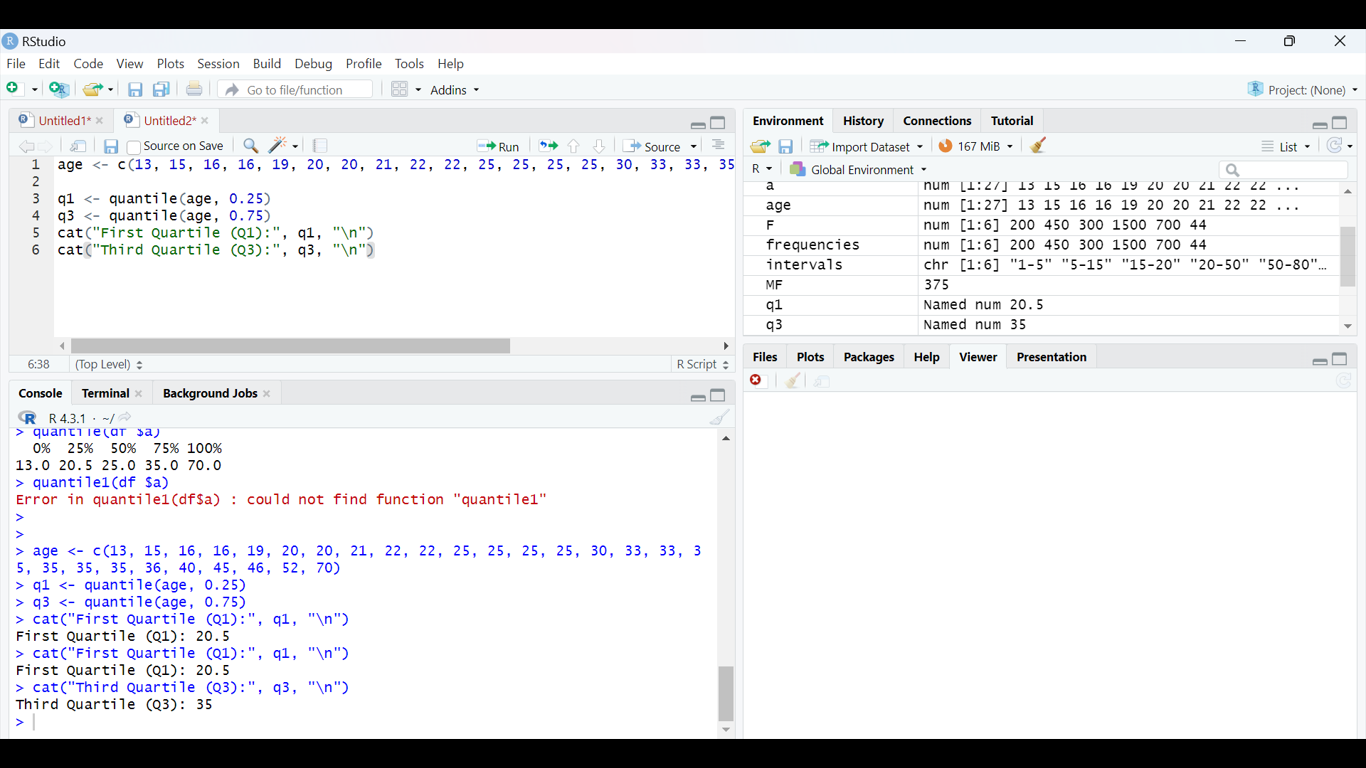 RStudio
File Edit Code View Plots Session Build Debug Profile Tools Help
Go to file/function Addins Project: (None)
Untitled1* Untitled2*
Source on Save Run Source
1 age <- c(13, 15, 16, 16, 19, 20, 20, 21, 22, 22, 25, 25, 25, 25, 30, 33, 33, 35
2
3 q1 <- quantile(age, 0.25)
4 q3 <- quantile(age, 0.75)
5 cat("First Quartile (Q1):", q1, "\n")
6 cat("Third Quartile (Q3):", q3, "\n")
6:38 (Top Level) R Script
Console Terminal Background Jobs
R 4.3.1 · ~/
> quantile(df $a)
0% 25% 50% 75% 100%
13.0 20.5 25.0 35.0 70.0
> quantile1(df $a)
Error in quantile1(df$a) : could not find function "quantile1"
>
>
> age <- c(13, 15, 16, 16, 19, 20, 20, 21, 22, 22, 25, 25, 25, 25, 30, 33, 33, 3
5, 35, 35, 35, 36, 40, 45, 46, 52, 70)
> q1 <- quantile(age, 0.25)
> q3 <- quantile(age, 0.75)
> cat("First Quartile (Q1):", q1, "\n")
First Quartile (Q1): 20.5
> cat("First Quartile (Q1):", q1, "\n")
First Quartile (Q1): 20.5
> cat("Third Quartile (Q3):", q3, "\n")
Third Quartile (Q3): 35
>
Environment History Connections Tutorial
Import Dataset 167 MiB List
R Global Environment
a num [1:27] 13 15 16 16 19 20 20 21 22 22 ...
age num [1:27] 13 15 16 16 19 20 20 21 22 22 ...
F num [1:6] 200 450 300 1500 700 44
frequencies num [1:6] 200 450 300 1500 700 44
intervals chr [1:6] "1-5" "5-15" "15-20" "20-50" "50-80"…
MF 375
q1 Named num 20.5
q3 Named num 35
Files Plots Packages Help Viewer Presentation